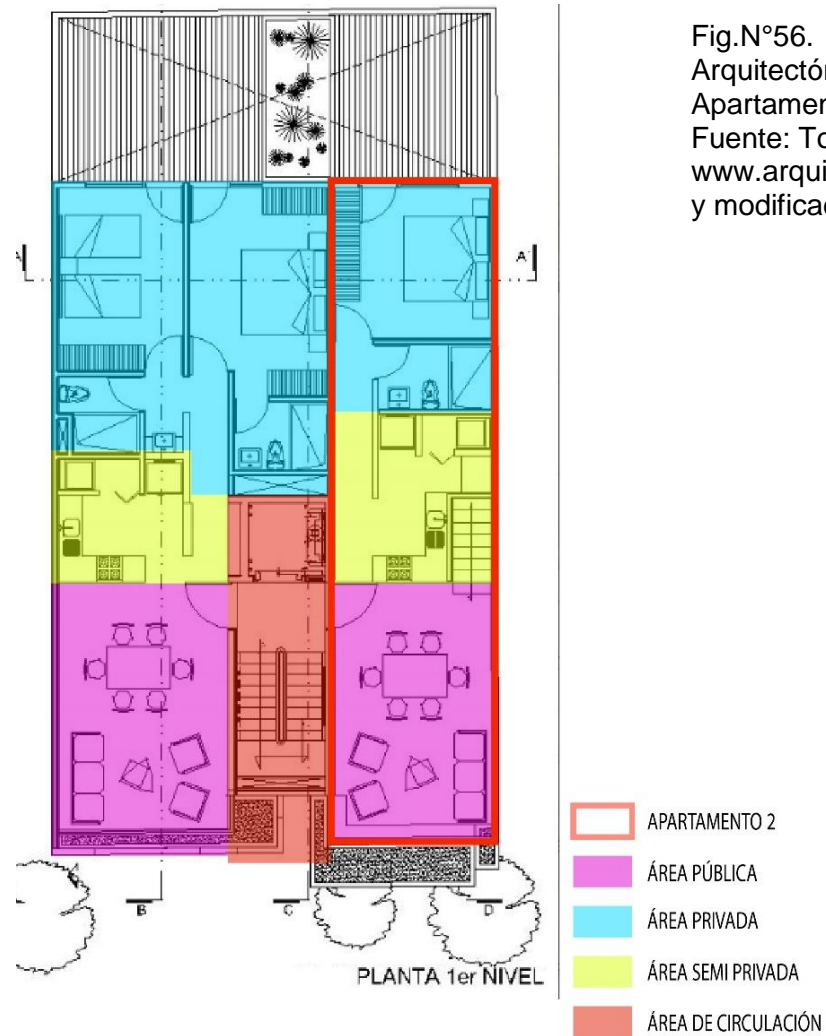 Fig.N°56.
Arquitectón
Apartamen
Fuente: To
www.arqui
y modificac
A'
B
C
D
PLANTA 1er NIVEL
APARTAMENTO 2
ÁREA PÚBLICA
ÁREA PRIVADA
ÁREA SEMI PRIVADA
ÁREA DE CIRCULACIÓN